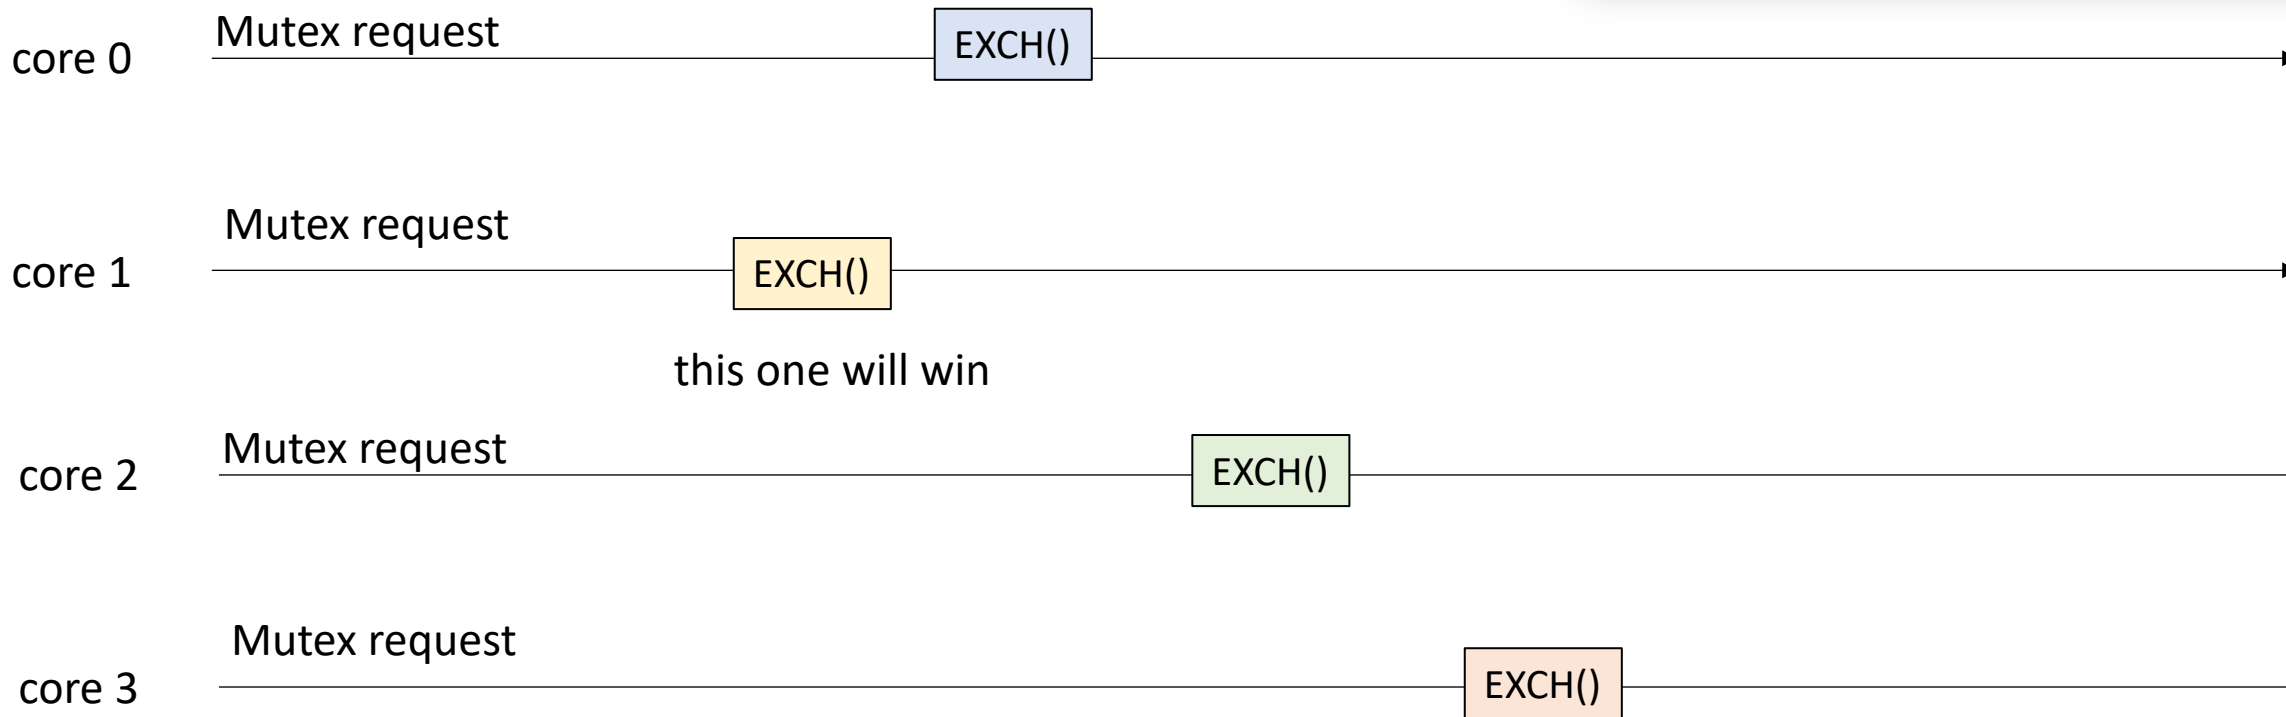 Mutex request
core 0
EXCH()
Mutex request
core 1
EXCH()
this one will win
Mutex request
core 2
EXCH()
Mutex request
core 3
EXCH()